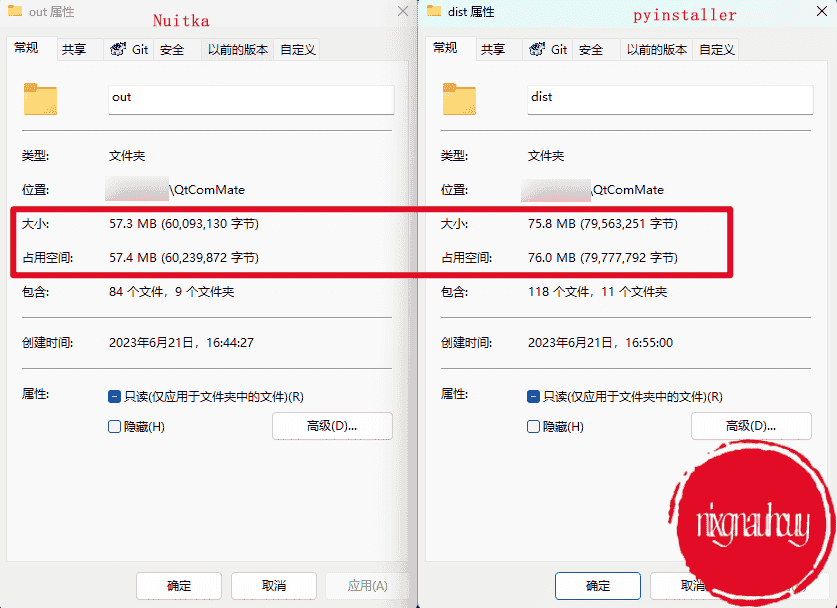 out 属性
Nuitka
常规 共享 Git 安全 以前的版本 自定义
out
类型: 文件夹
位置: \QtComMate
大小: 57.3 MB (60,093,130 字节)
占用空间: 57.4 MB (60,239,872 字节)
包含: 84 个文件，9 个文件夹
创建时间: 2023年6月21日，16:44:27
属性: 只读(仅应用于文件夹中的文件)(R)
隐藏(H) 高级(D)...
确定 取消 应用(A)
dist 属性
pyinstaller
常规 共享 Git 安全 以前的版本 自定义
dist
类型: 文件夹
位置: \QtComMate
大小: 75.8 MB (79,563,251 字节)
占用空间: 76.0 MB (79,777,792 字节)
包含: 118 个文件，11 个文件夹
创建时间: 2023年6月21日，16:55:00
属性: 只读(仅应用于文件夹中的文件)(R)
隐藏(H) 高级(D)...
确定 取消